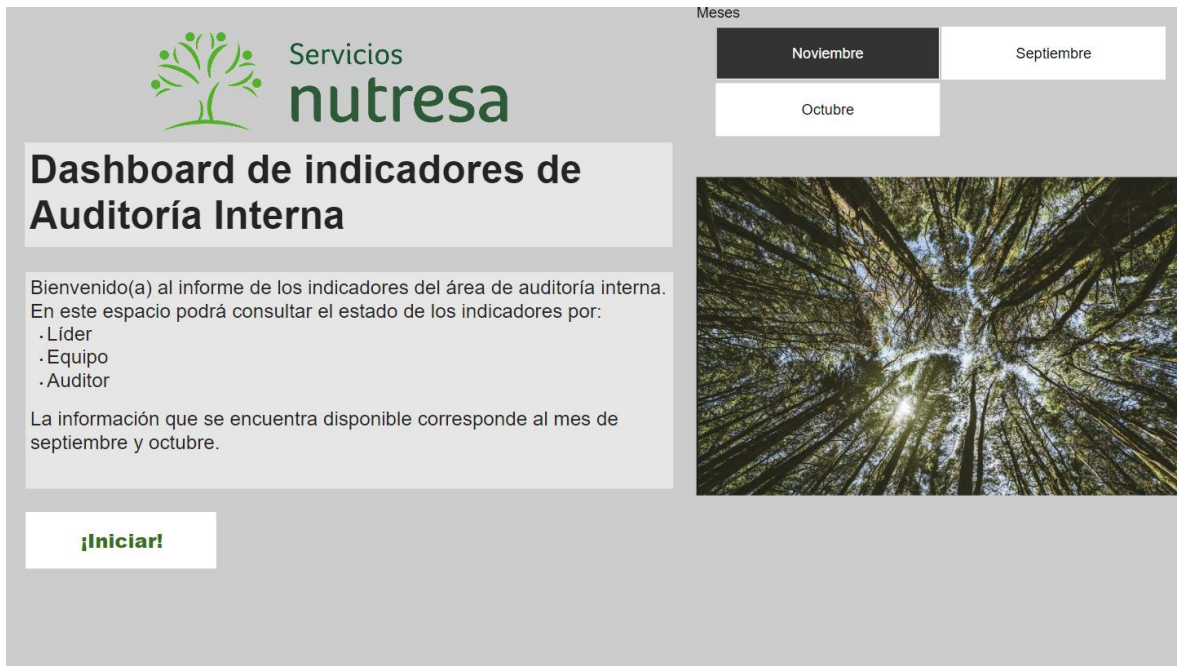 Servicios
nutresa
Dashboard de indicadores de
Auditoría Interna
Bienvenido(a) al informe de los indicadores del área de auditoría interna.
En este espacio podrá consultar el estado de los indicadores por:
· Líder
· Equipo
· Auditor
La información que se encuentra disponible corresponde al mes de
septiembre y octubre.
¡Iniciar!
Meses
Noviembre
Septiembre
Octubre